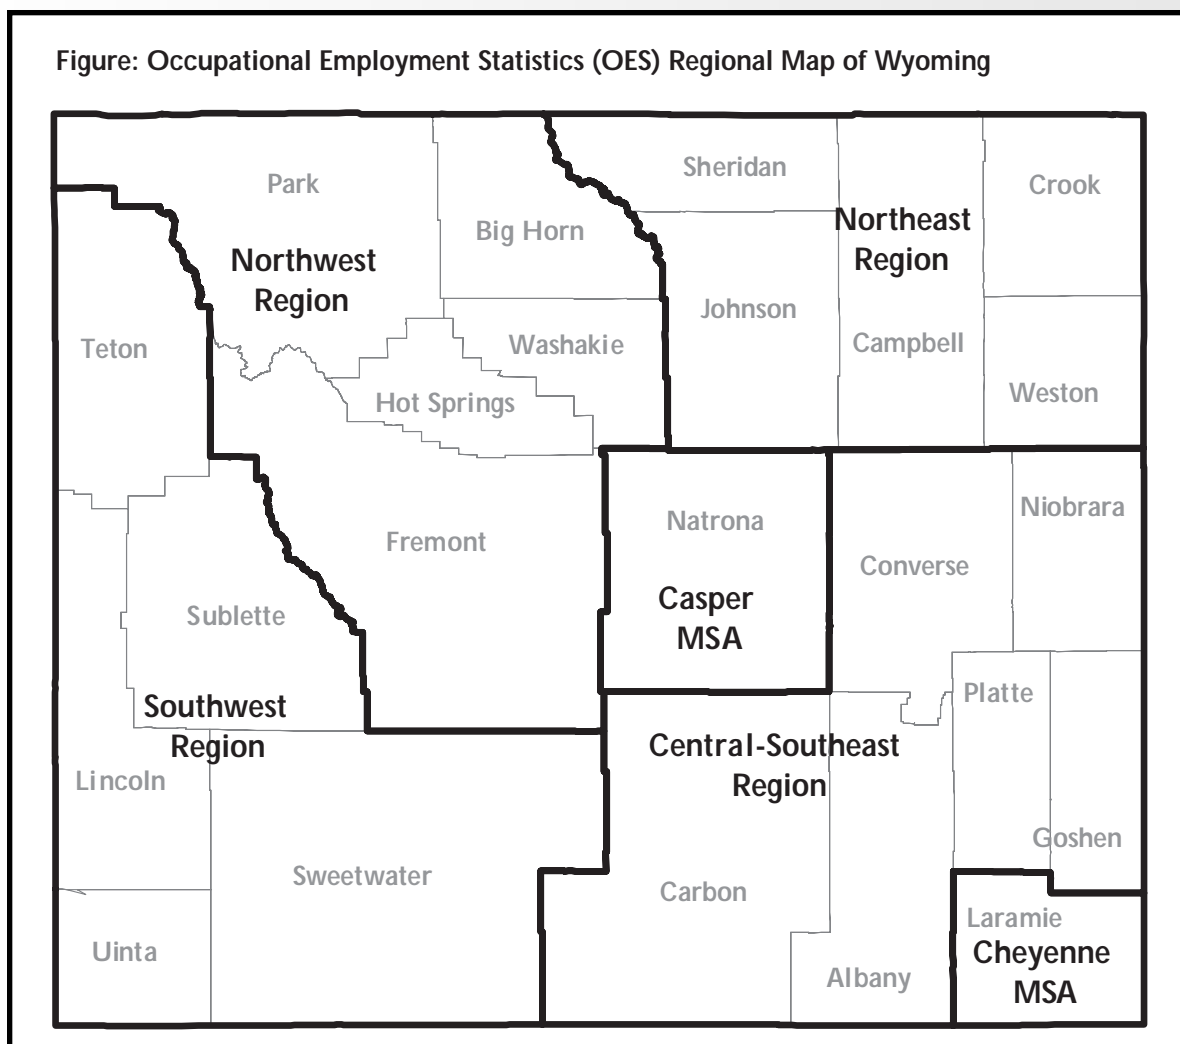 Figure: Occupational Employment Statistics (OES) Regional Map of Wyoming
Park
Sheridan
Crook
Big Horn
Northeast
Region
Northwest
Region
Johnson
Campbell
Teton
Washakie
Weston
Hot Springs
Natrona
Niobrara
Fremont
Converse
Casper
MSA
Sublette
Platte
Southwest
Region
Central-Southeast
Region
Lincoln
Goshen
Sweetwater
Carbon
Laramie
Cheyenne
MSA
Uinta
Albany